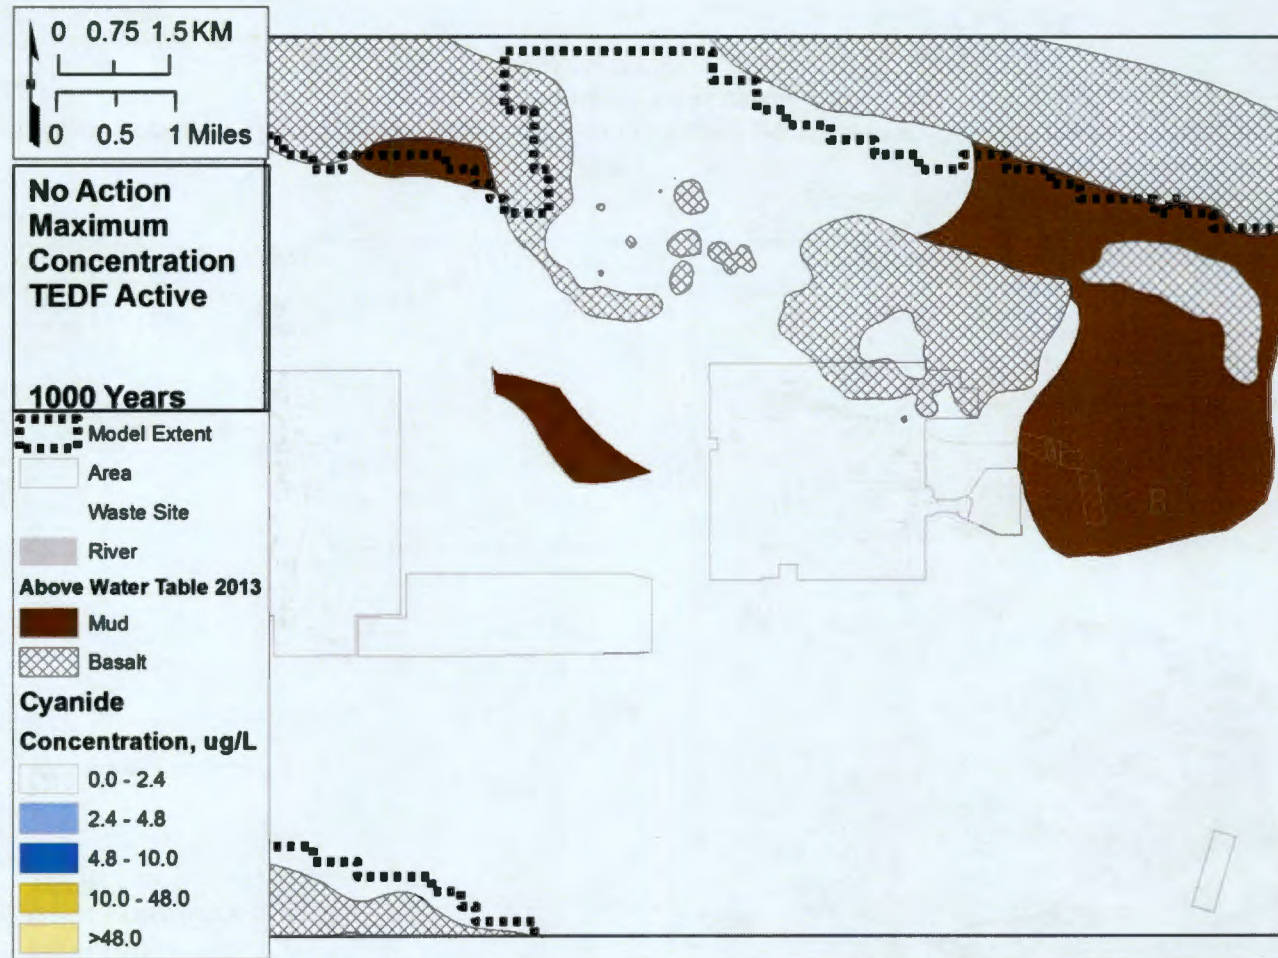 0 0.75 1.5 KM
0 0.5 1 Miles
No Action
Maximum
Concentration
TEDF Active
1000 Years
Model Extent
Area
Waste Site
River
Above Water Table 2013
Mud
Basalt
Cyanide
Concentration, ug/L
0.0 - 2.4
2.4 - 4.8
4.8 - 10.0
10.0 - 48.0
>48.0